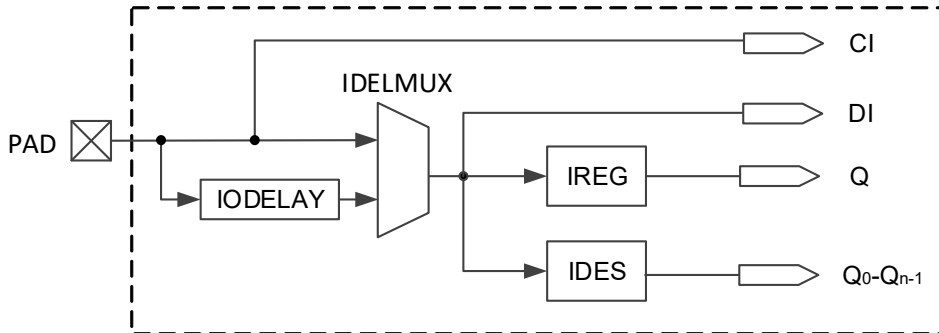 CI
IDELMUX
DI
PAD
IODELAY
IREG
Q
IDES
Q0-Qn-1